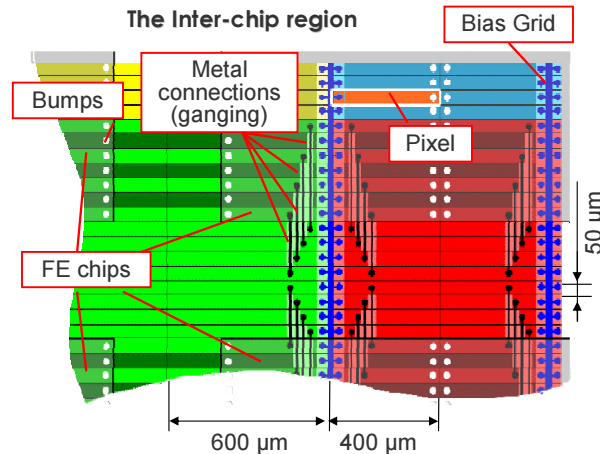 The Inter-chip region
Bias Grid
Metal
connections
(ganging)
Bumps
Pixel
50 µm
FE chips
600 µm
400 µm